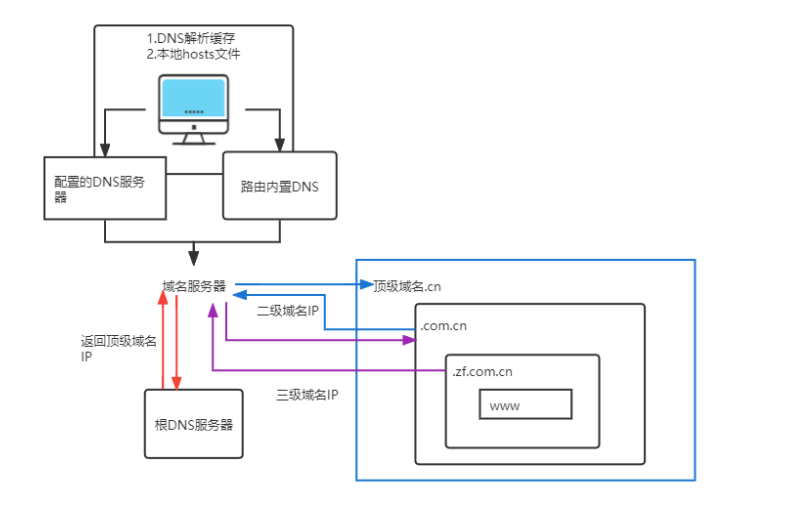 1.DNS解析缓存
2.本地hosts文件
配置的DNS服务
器
路由内置DNS
域名服务器
顶级域名.cn
二级域名IP
.com.cn
返回顶级域名
IP
.zf.com.cn
三级域名IP
www
根DNS服务器